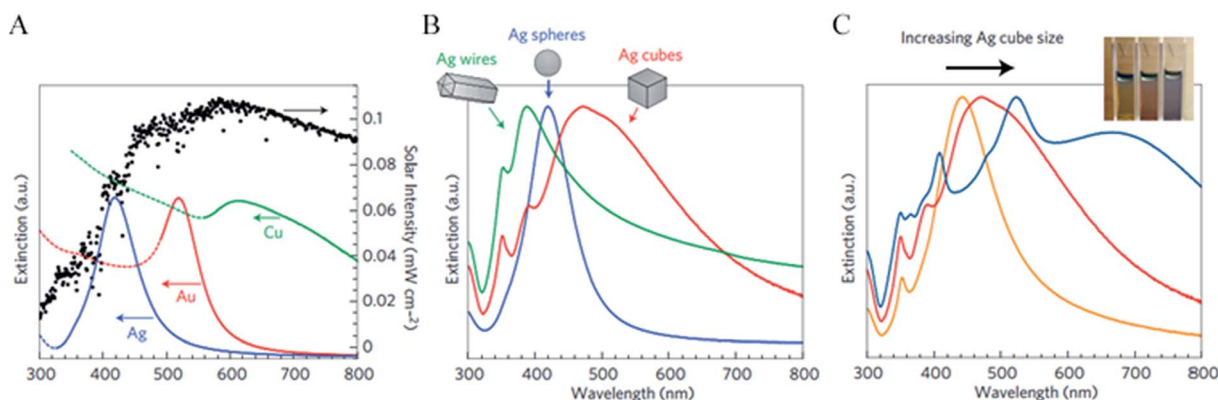 A
B
C
Extinction (a.u.)
300
400
500
600
700
800
0.1
0.08
0.06
0.04
0.02
0
Solar Intensity (mW cm−2)
Cu
Au
Ag
Wavelength (nm)
Ag spheres
Ag wires
Ag cubes
Extinction (a.u.)
300
400
500
600
700
800
Wavelength (nm)
Increasing Ag cube size
Extinction (a.u.)
300
400
500
600
700
800
Wavelength (nm)